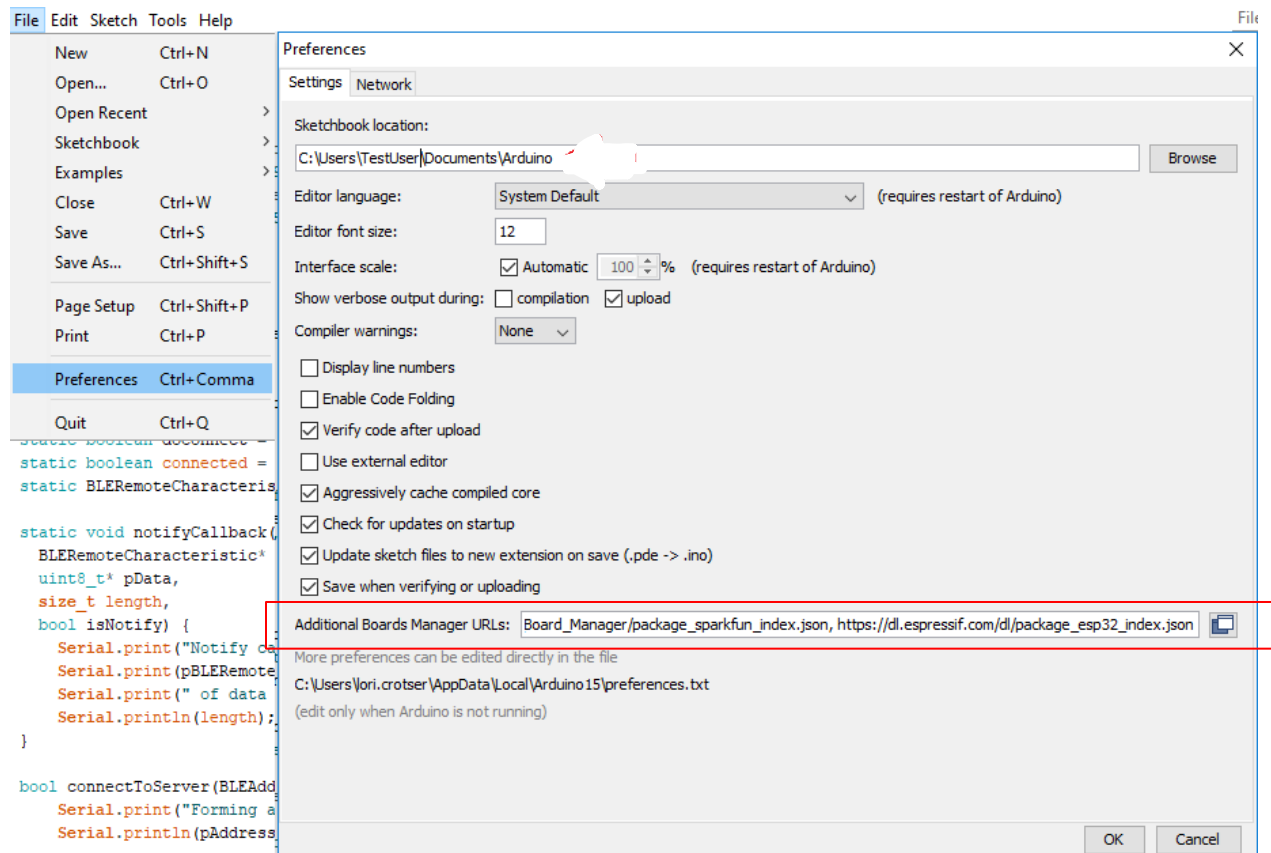 File Edit Sketch Tools Help
New Ctrl+N
Open... Ctrl+O
Open Recent
Sketchbook
Examples
Close Ctrl+W
Save Ctrl+S
Save As... Ctrl+Shift+S
Page Setup Ctrl+Shift+P
Print Ctrl+P
Preferences Ctrl+Comma
Quit Ctrl+Q
static boolean doConnect =
static boolean connected =
static BLERemoteCharacteris
static void notifyCallback(
BLERemoteCharacteristic*
uint8_t* pData,
size_t length,
bool isNotify) {
Serial.print("Notify ca
Serial.print(pBLERemote
Serial.print(" of data
Serial.println(length);
}
bool connectToServer(BLEAdd
Serial.print("Forming a
Serial.println(pAddress
File
Preferences
Settings Network
Sketchbook location:
C:\Users\TestUser\Documents\Arduino
Browse
Editor language: System Default (requires restart of Arduino)
Editor font size: 12
Interface scale: Automatic 100 % (requires restart of Arduino)
Show verbose output during: compilation upload
Compiler warnings: None
Display line numbers
Enable Code Folding
Verify code after upload
Use external editor
Aggressively cache compiled core
Check for updates on startup
Update sketch files to new extension on save (.pde -> .ino)
Save when verifying or uploading
Additional Boards Manager URLs: Board_Manager/package_sparkfun_index.json, https://dl.espressif.com/dl/package_esp32_index.json
More preferences can be edited directly in the file
C:\Users\lori.crotser\AppData\Local\Arduino15\preferences.txt
(edit only when Arduino is not running)
OK Cancel